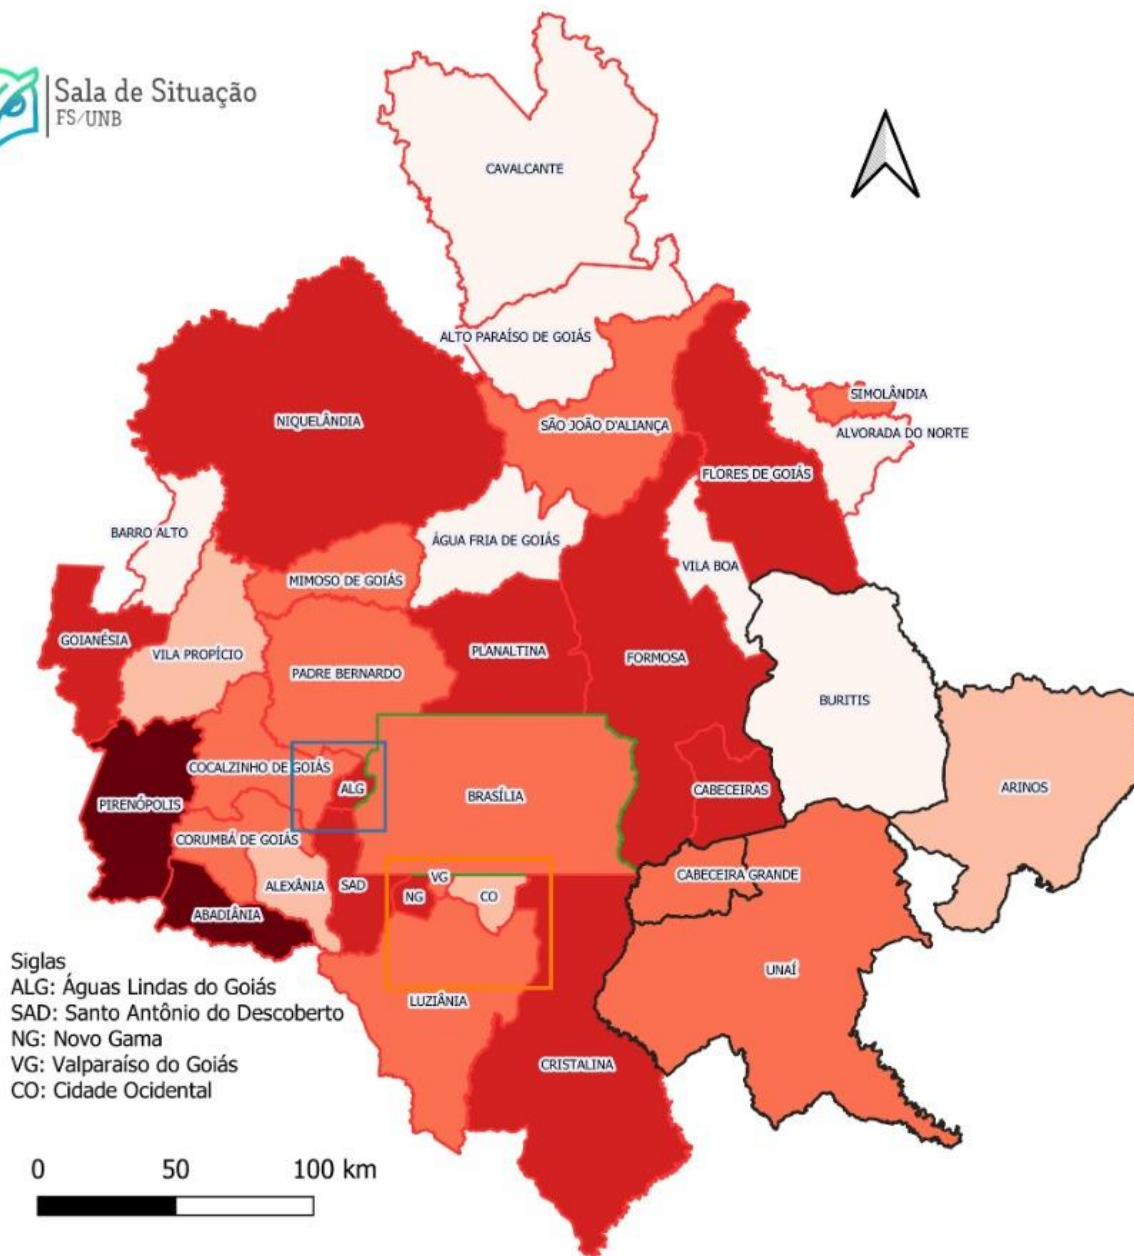 Sala de Situação
FS/UNB
CAVALCANTE
ALTO PARAÍSO DE GOIÁS
SIMOLÂNDIA
NIQUELÂNDIA
SÃO JOÃO D'ALIANÇA
ALVORADA DO NORTE
FLORES DE GOIÁS
BARRO ALTO
ÁGUA FRIA DE GOIÁS
VILA BOA
MIMOSO DE GOIÁS
GOIANÉSIA
VILA PROPÍCIO
PLANALTINA
FORMOSA
PADRE BERNARDO
BURITIS
COCALZINHO DE GOIÁS
ALG
BRASÍLIA
CABECEIRAS
ARINOS
PIRENÓPOLIS
CORUMBÁ DE GOIÁS
VG
CABECEIRA GRANDE
ALEXÂNIA
SAD
NG
CO
ABADIÂNIA
UNAÍ
LUZIÂNIA
CRISTALINA
Siglas
ALG: Águas Lindas do Goiás
SAD: Santo Antônio do Descoberto
NG: Novo Gama
VG: Valparaíso do Goiás
CO: Cidade Ocidental
0 50 100 km